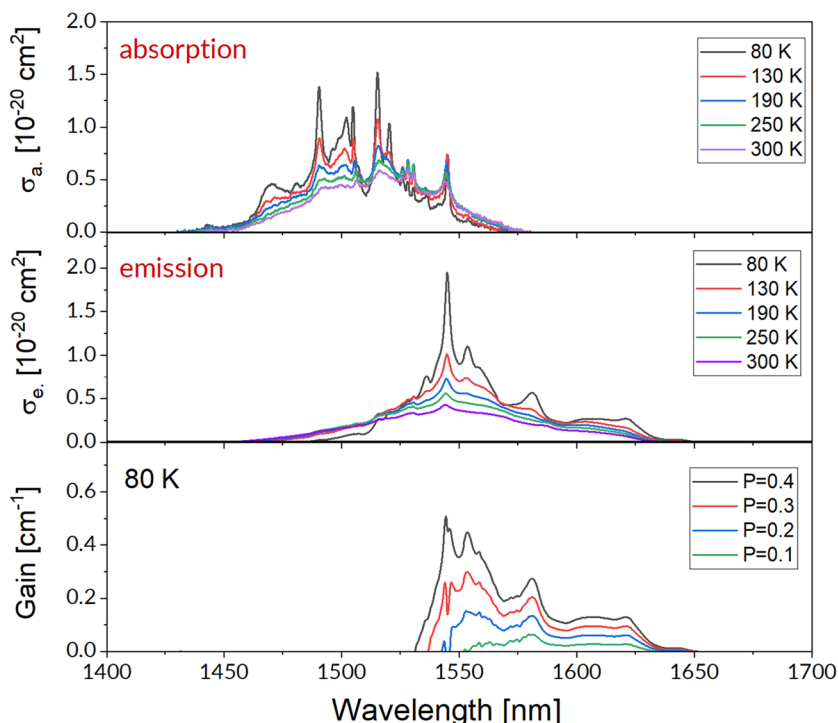 absorption
σa. [10-20 cm2]
2.0
1.5
1.0
0.5
0.0
80 K
130 K
190 K
250 K
300 K
emission
σe. [10-20 cm2]
2.0
1.5
1.0
0.5
0.0
80 K
130 K
190 K
250 K
300 K
80 K
Gain [cm-1]
0.6
0.4
0.2
0.0
P=0.4
P=0.3
P=0.2
P=0.1
1400 1450 1500 1550 1600 1650 1700
Wavelength [nm]